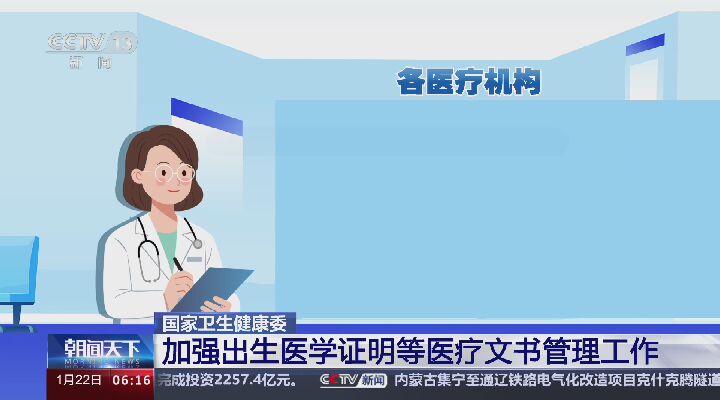 CCTV 13
新闻
各医疗机构
国家卫生健康委
朝闻天下
MORNING NEWS
加强出生医学证明等医疗文书管理工作
1月22日 06:16 完成投资2257.4亿元。 CCTV 新闻 内蒙古集宁至通辽铁路电气化改造项目克什克腾隧道